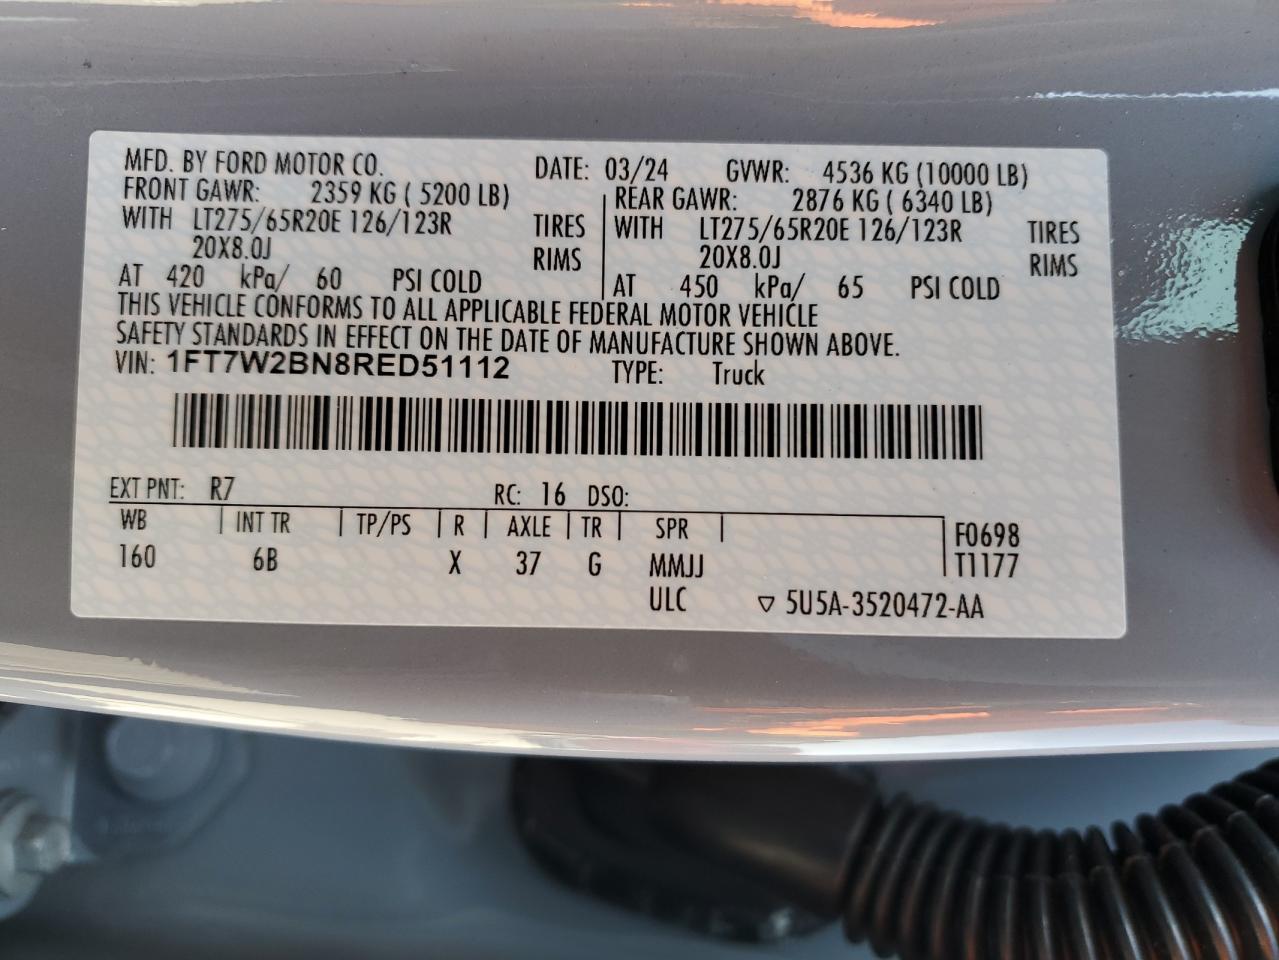 MFD. BY FORD MOTOR CO. DATE: 03/24 GVWR: 4536 KG (10000 LB)
FRONT GAWR: 2359 KG ( 5200 LB) REAR GAWR: 2876 KG ( 6340 LB)
WITH LT275/65R20E 126/123R TIRES WITH LT275/65R20E 126/123R TIRES
20X8.0J RIMS 20X8.0J RIMS
AT 420 kPa/ 60 PSI COLD AT 450 kPa/ 65 PSI COLD
THIS VEHICLE CONFORMS TO ALL APPLICABLE FEDERAL MOTOR VEHICLE
SAFETY STANDARDS IN EFFECT ON THE DATE OF MANUFACTURE SHOWN ABOVE.
VIN: 1FT7W2BN8RED51112 TYPE: Truck
EXT PNT: R7 RC: 16 DSO:
WB INT TR TP/PS R AXLE TR SPR F0698
160 6B X 37 G MMJJ T1177
ULC ▽ 5U5A-3520472-AA